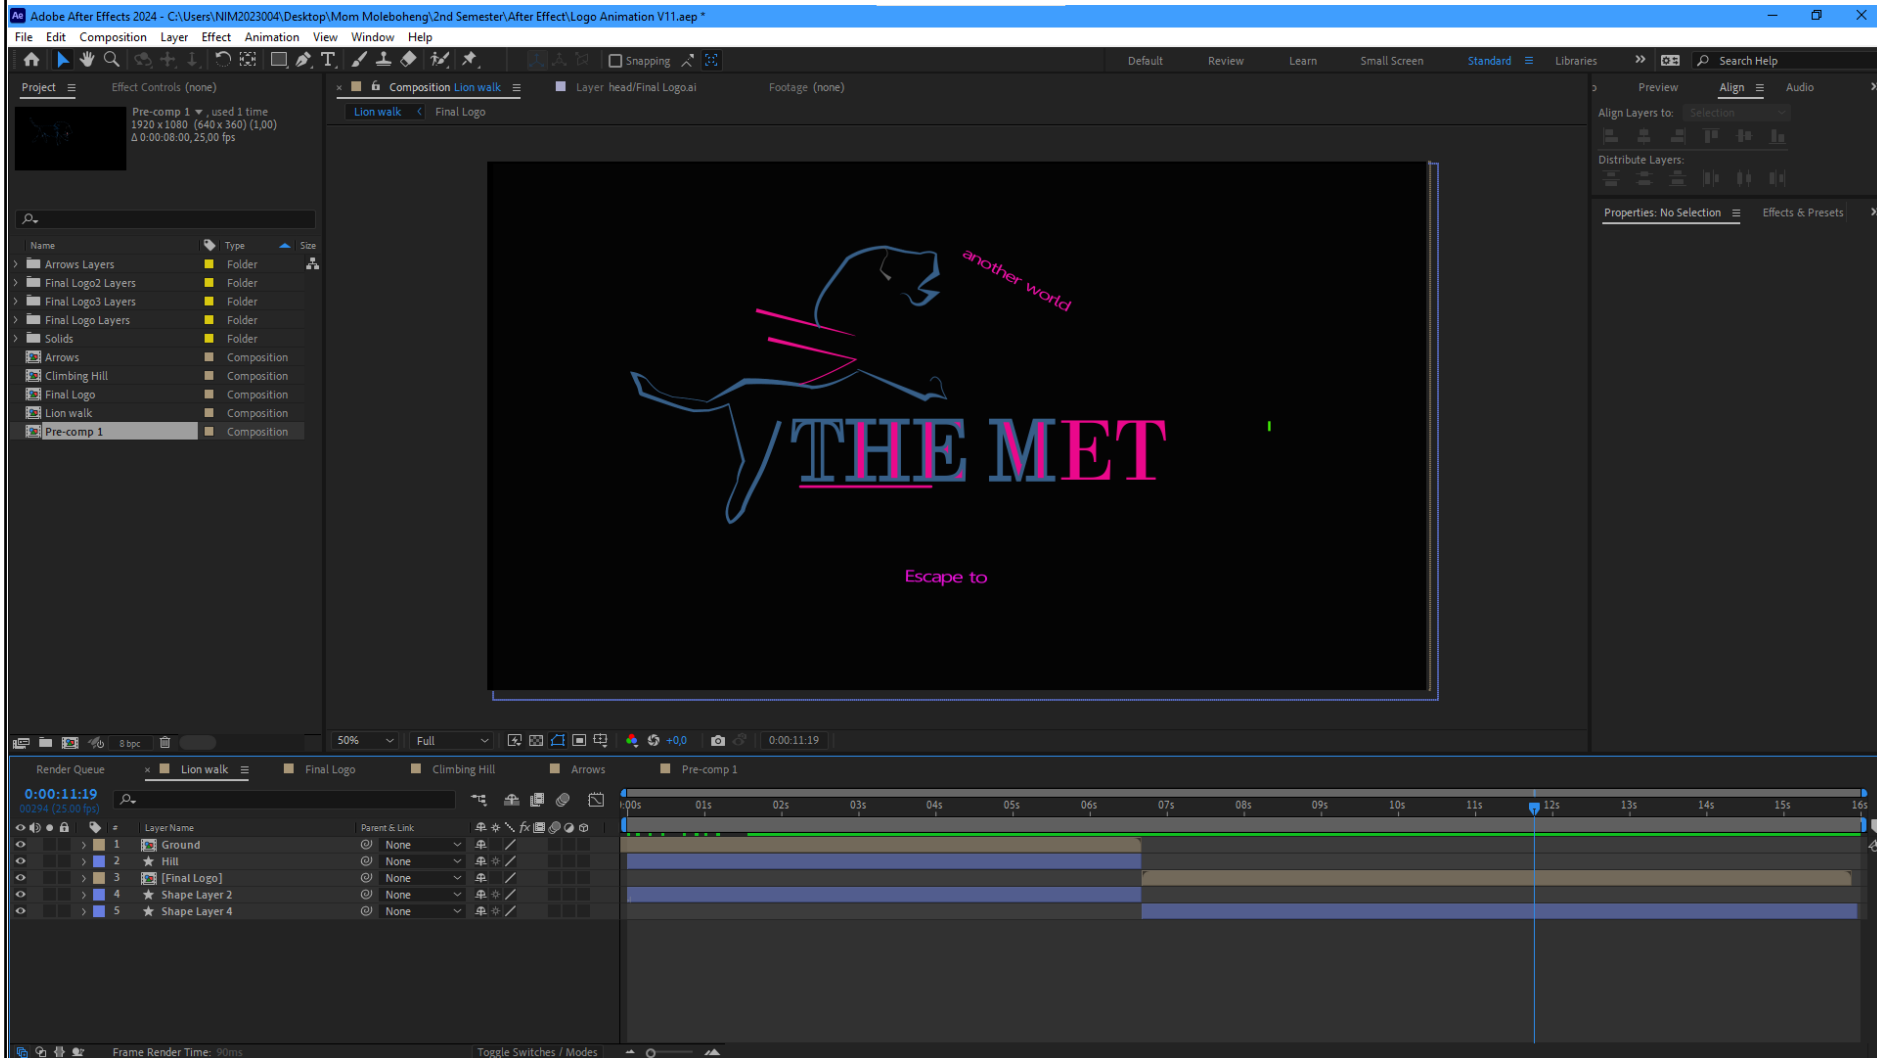 Adobe After Effects 2024 - C:\Users\NIM2023004\Desktop\Mom Moleboheng\2nd Semester\After Effect\Logo Animation V11.aep *
File Edit Composition Layer Effect Animation View Window Help
Snapping
Default Review Learn Small Screen Standard Libraries Search Help
Project Effect Controls (none)
Composition Lion walk Layer head/Final Logo.ai Footage (none)
Preview Align Audio
Lion walk Final Logo
Pre-comp 1 , used 1 time
1920 x 1080 (640 x 360) (1,00)
Δ 0:00:08:00, 25,00 fps
Align Layers to: Selection
Distribute Layers:
Properties: No Selection Effects & Presets
Name Type Size
Arrows Layers Folder
Final Logo2 Layers Folder
Final Logo3 Layers Folder
Final Logo Layers Folder
Solids Folder
Arrows Composition
Climbing Hill Composition
Final Logo Composition
Lion walk Composition
Pre-comp 1 Composition
another world
THE MET
Escape to
8 bpc
50% Full +0,0 0:00:11:19
Render Queue Lion walk Final Logo Climbing Hill Arrows Pre-comp 1
0:00:11:19
00294 (25.00 fps)
:00s 01s 02s 03s 04s 05s 06s 07s 08s 09s 10s 11s 12s 13s 14s 15s 16s
# Layer Name Parent & Link
1 Ground None
2 Hill None
3 [Final Logo] None
4 Shape Layer 2 None
5 Shape Layer 4 None
Frame Render Time: 90ms Toggle Switches / Modes